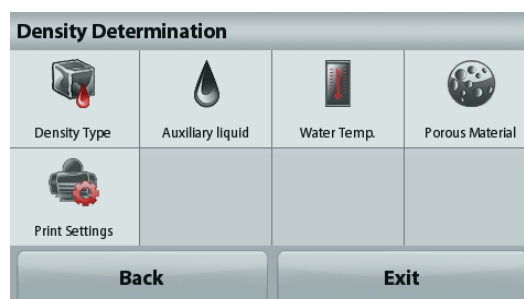 Density Determination
Density Type
Auxiliary liquid
Water Temp.
Porous Material
Print Settings
Back
Exit